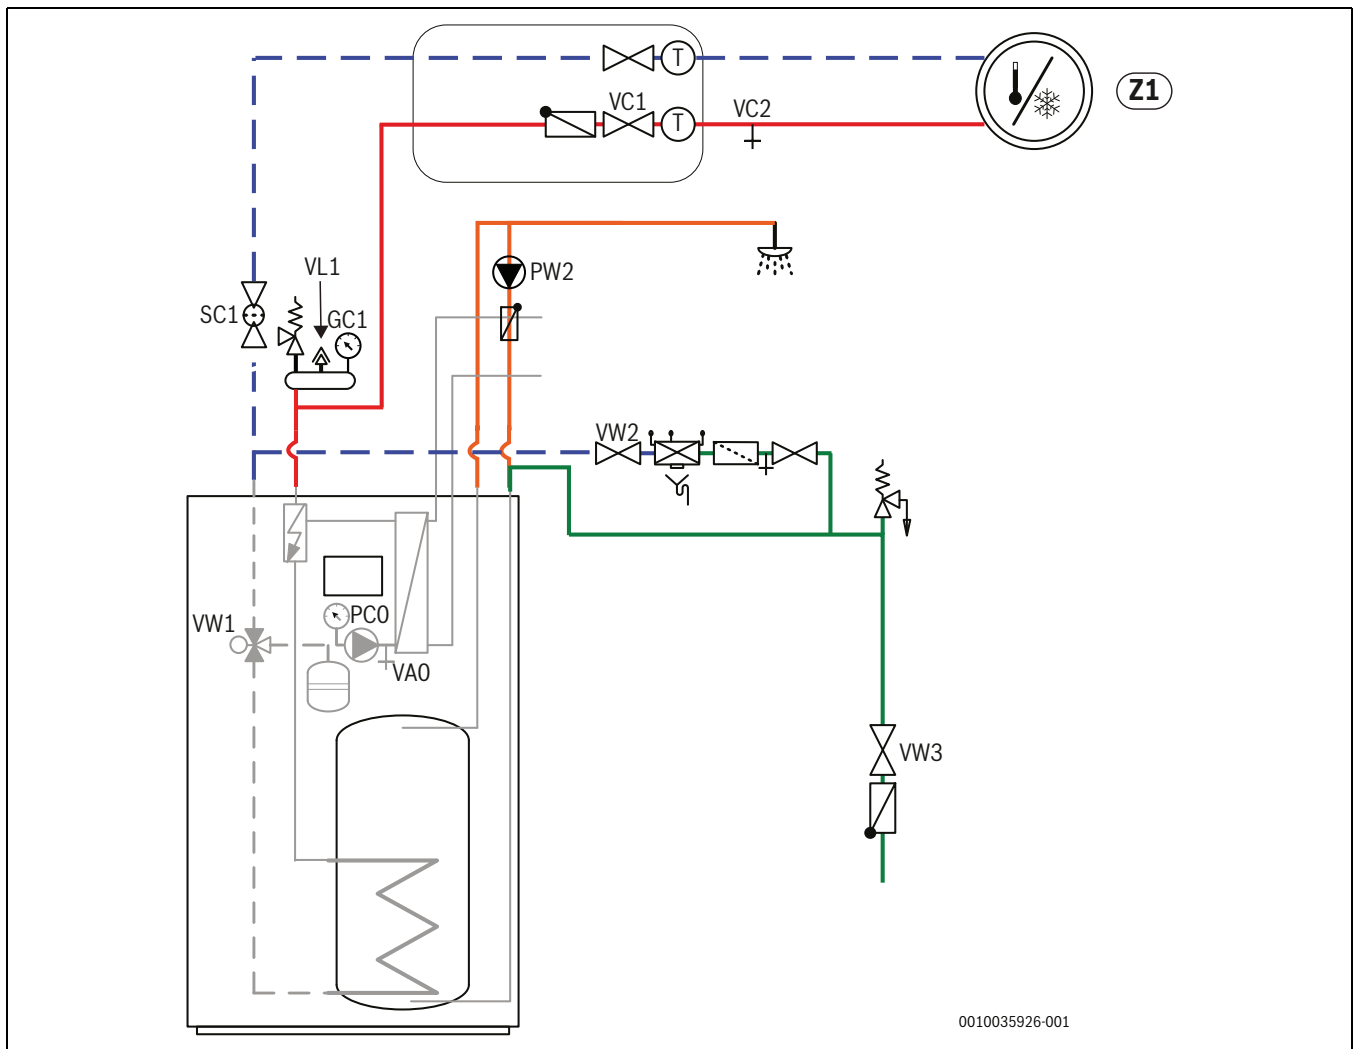 T
Z1
VC1
VC2
T
VL1
PW2
SC1
GC1
VW2
PC0
VW1
VA0
VW3
0010035926-001